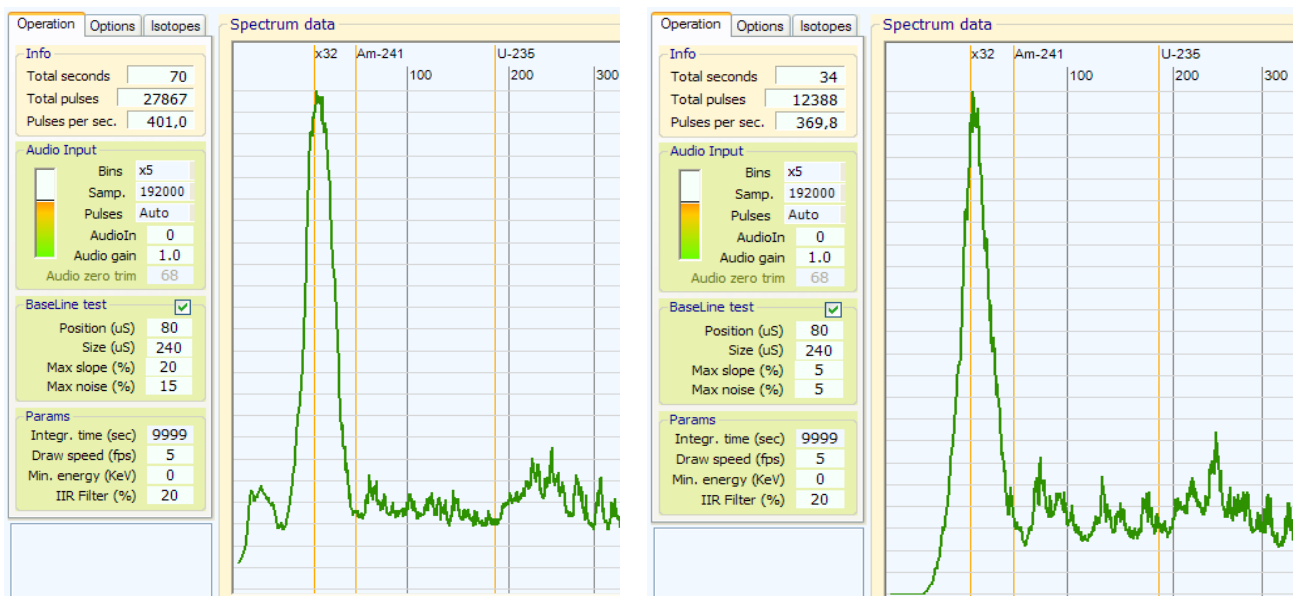 Operation Options Isotopes
Info
Total seconds 70
Total pulses 27867
Pulses per sec. 401,0
Audio Input
Bins x5
Samp. 192000
Pulses Auto
AudioIn 0
Audio gain 1.0
Audio zero trim 68
BaseLine test
Position (uS) 80
Size (uS) 240
Max slope (%) 20
Max noise (%) 15
Params
Integr. time (sec) 9999
Draw speed (fps) 5
Min. energy (KeV) 0
IIR Filter (%) 20
Spectrum data
x32 Am-241 U-235
100 200 300
Operation Options Isotopes
Info
Total seconds 34
Total pulses 12388
Pulses per sec. 369,8
Audio Input
Bins x5
Samp. 192000
Pulses Auto
AudioIn 0
Audio gain 1.0
Audio zero trim 68
BaseLine test
Position (uS) 80
Size (uS) 240
Max slope (%) 5
Max noise (%) 5
Params
Integr. time (sec) 9999
Draw speed (fps) 5
Min. energy (KeV) 0
IIR Filter (%) 20
Spectrum data
x32 Am-241 U-235
100 200 300